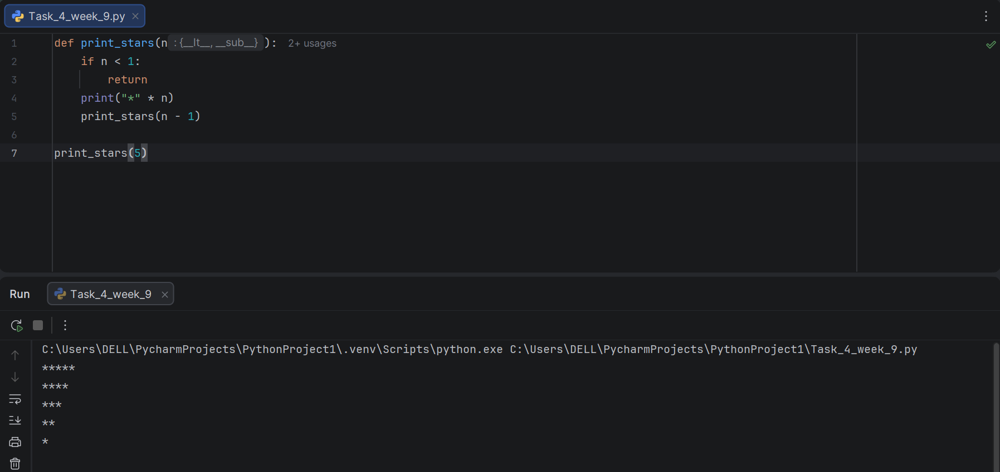 Task_4_week_9.py
1 def print_stars(n : {__lt__, __sub__} ): 2+ usages
2 if n < 1:
3 return
4 print("*" * n)
5 print_stars(n - 1)
6
7 print_stars(5)
Run Task_4_week_9
C:\Users\DELL\PycharmProjects\PythonProject1\.venv\Scripts\python.exe C:\Users\DELL\PycharmProjects\PythonProject1\Task_4_week_9.py
*****
****
***
**
*